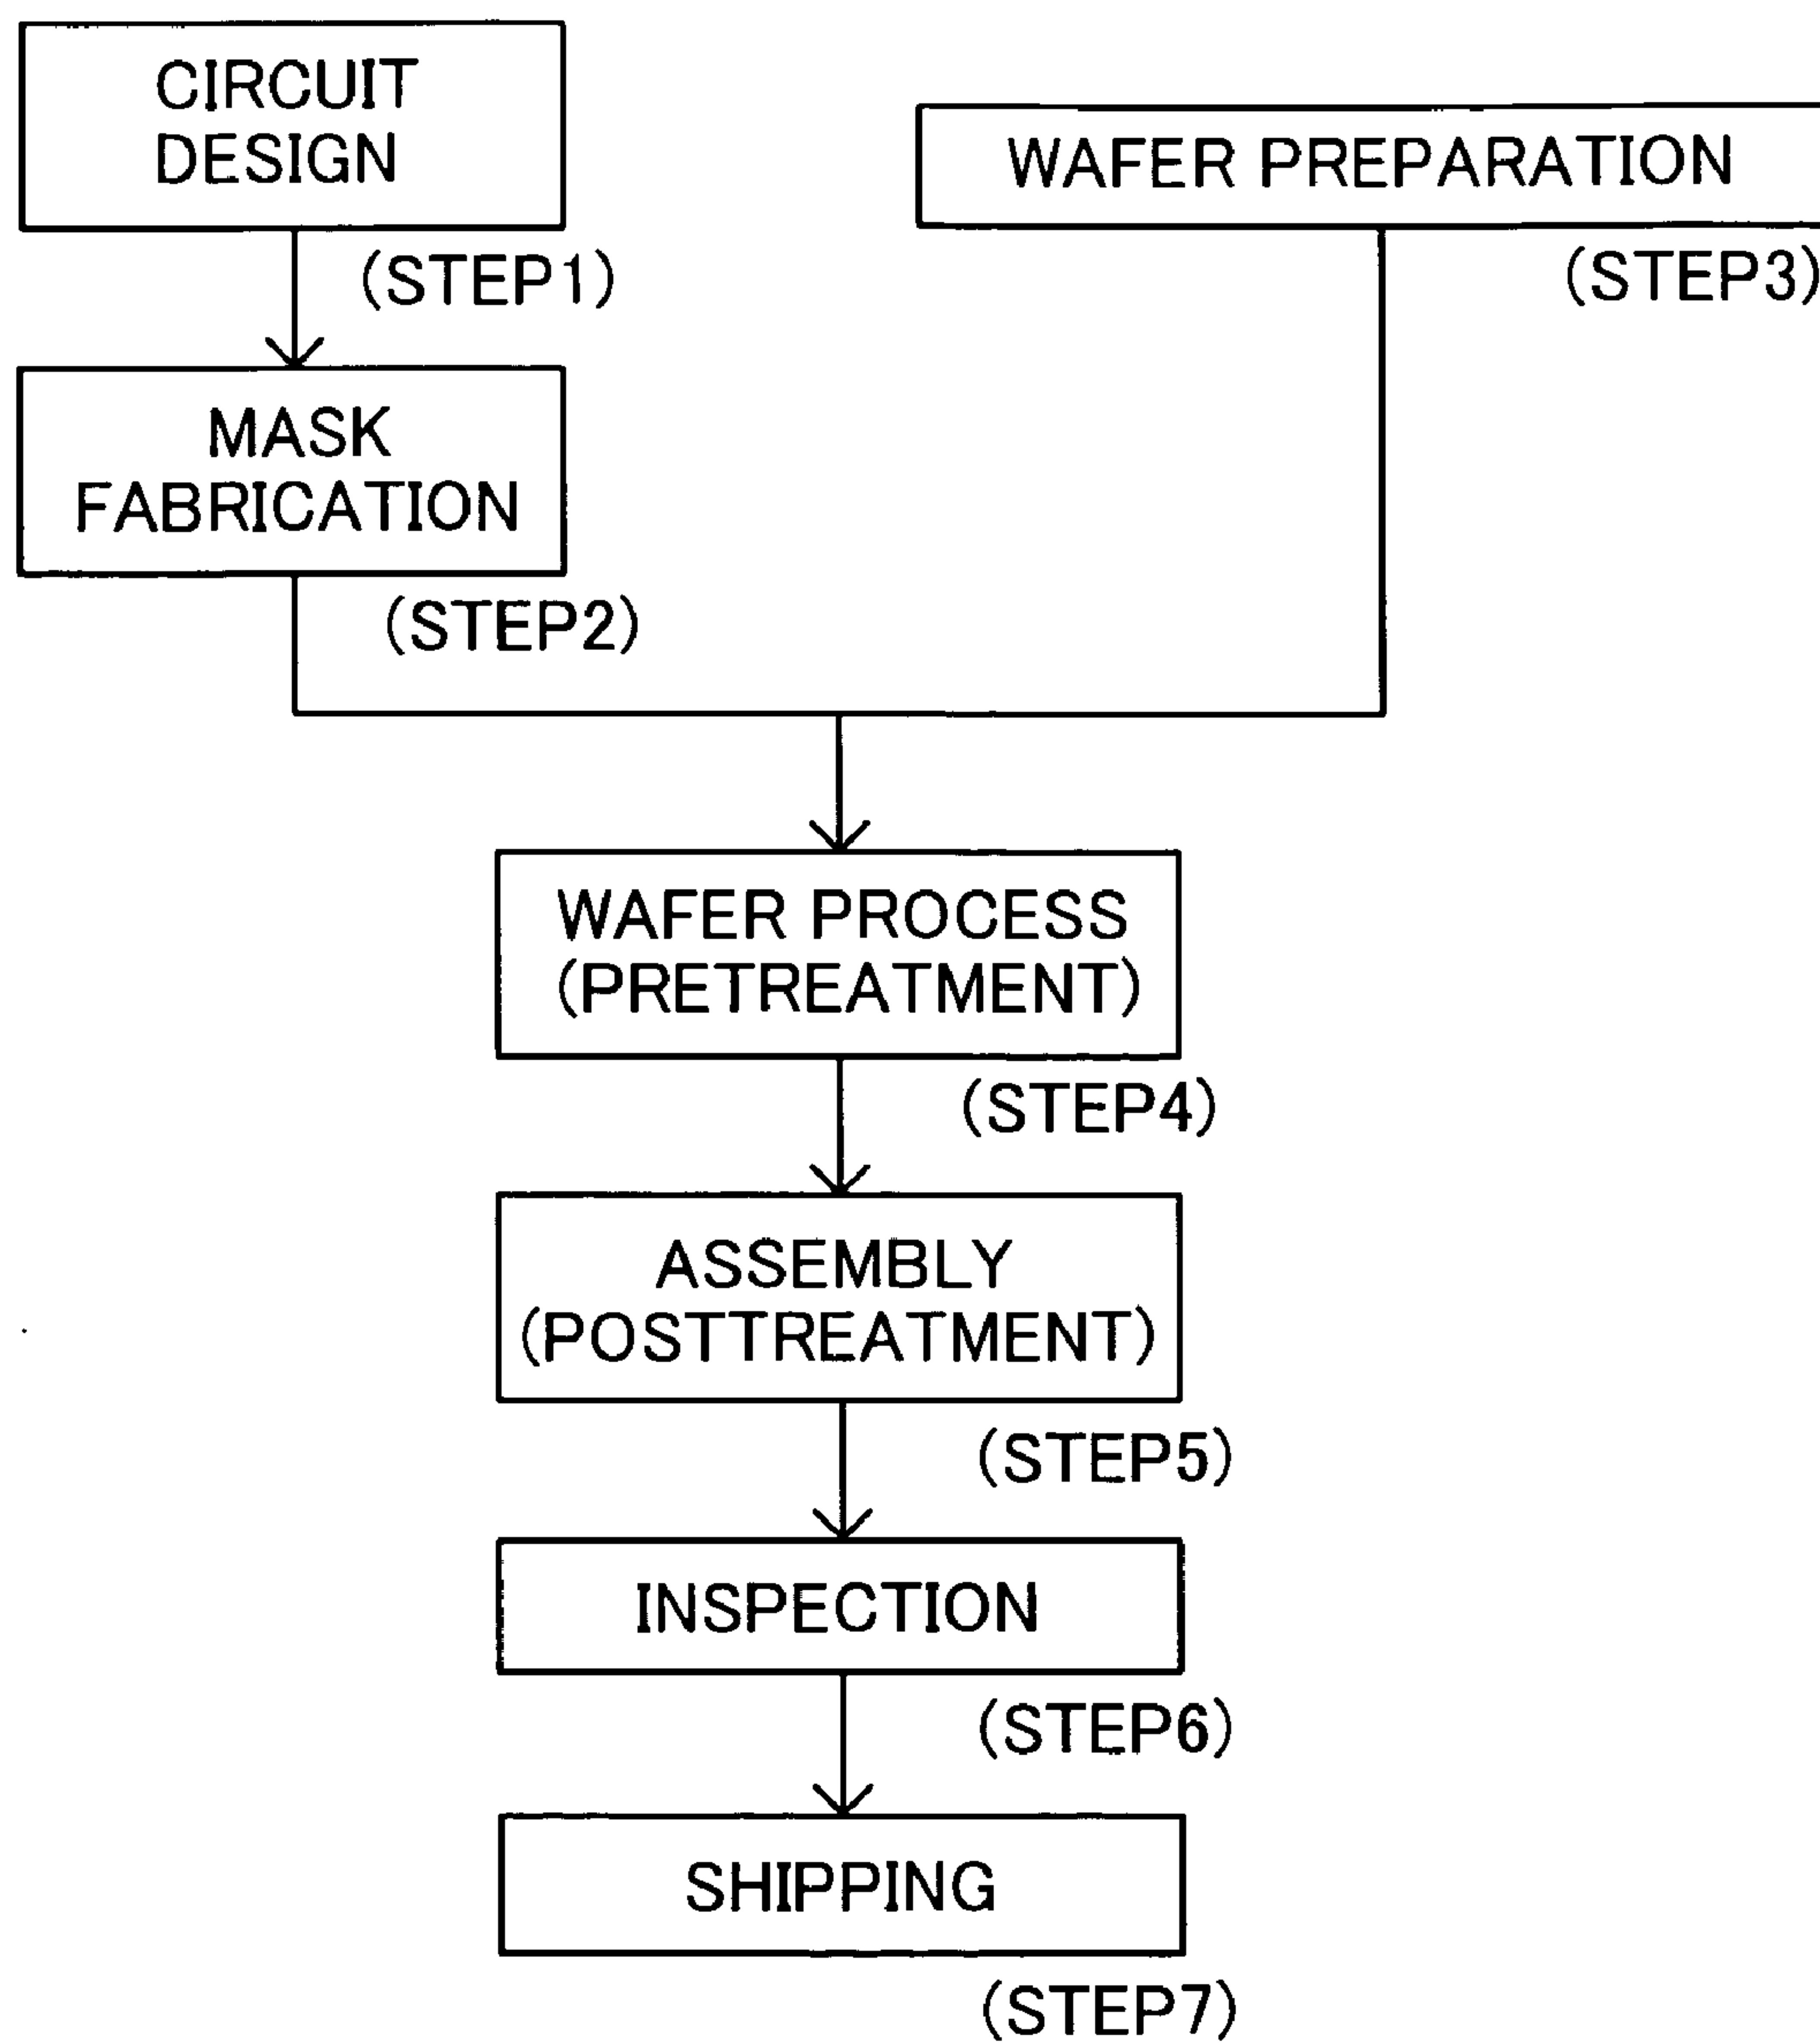 CIRCUIT
DESIGN
(STEP1)
WAFER PREPARATION
(STEP3)
MASK
FABRICATION
(STEP2)
WAFER PROCESS
(PRETREATMENT)
(STEP4)
ASSEMBLY
(POSTTREATMENT)
(STEP5)
INSPECTION
(STEP6)
SHIPPING
(STEP7)